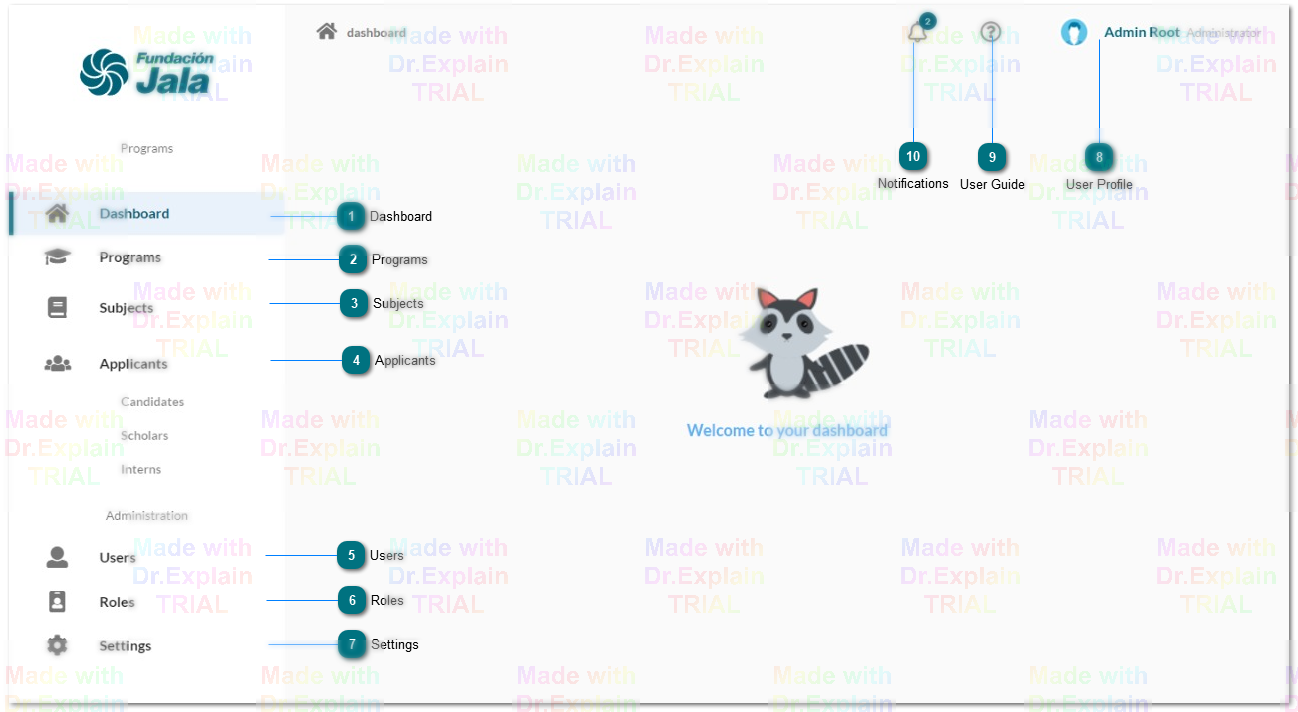 dashboard
2
Admin Root Administrator
Fundación
Jala
Programs
10
9
8
Notifications
User Guide
User Profile
Dashboard
1 Dashboard
Programs
2 Programs
Subjects
3 Subjects
Applicants
4 Applicants
Candidates
Scholars
Interns
Welcome to your dashboard
Administration
Users
5 Users
Roles
6 Roles
Settings
7 Settings
Made with
Dr.Explain
TRIAL